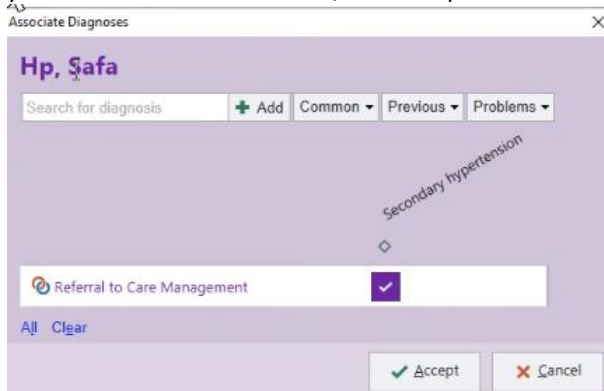 Associate Diagnoses
Hp, Safa
Search for diagnosis Add Common Previous Problems
Secondary hypertension
Referral to Care Management
All Clear
Accept Cancel